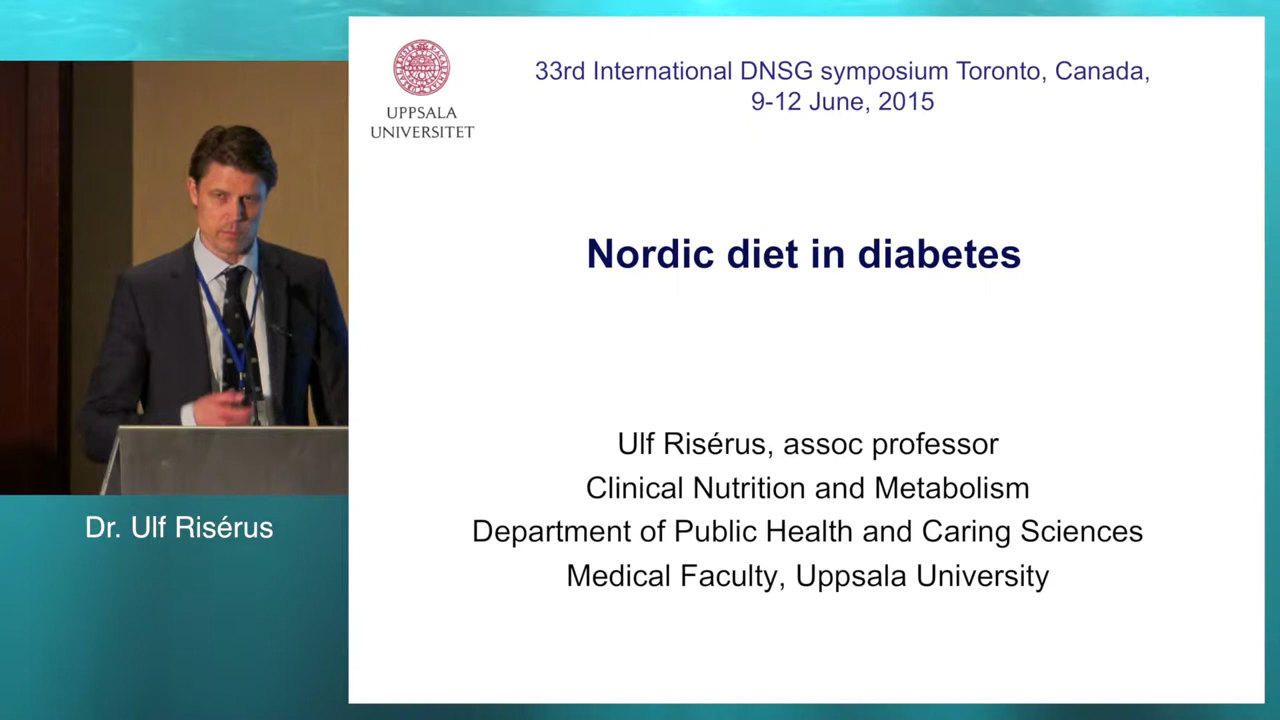 UPPSALA
UNIVERSITET
33rd International DNSG symposium Toronto, Canada,
9-12 June, 2015
Nordic diet in diabetes
Ulf Risérus, assoc professor
Clinical Nutrition and Metabolism
Department of Public Health and Caring Sciences
Medical Faculty, Uppsala University
Dr. Ulf Risérus